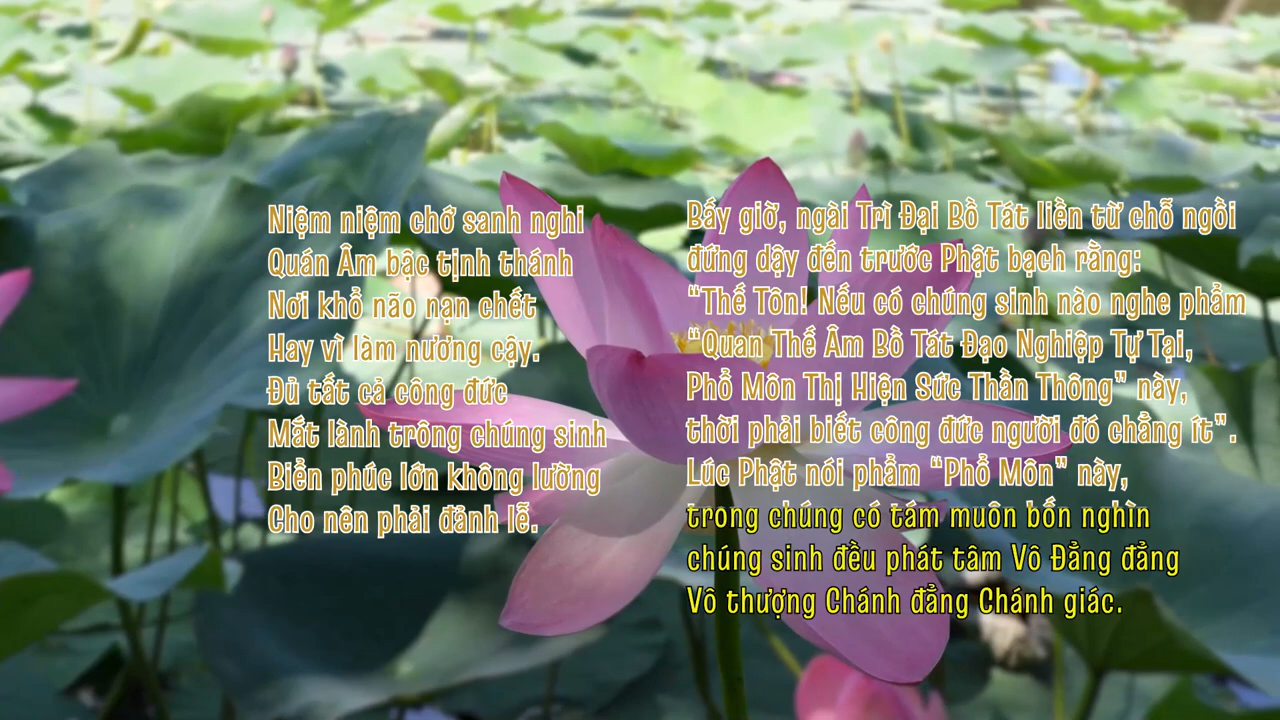 Niệm niệm chớ sanh nghi
Quán Âm bậc tịnh thánh
Nơi khổ não nạn chết
Hay vì làm nương cậy.
Đủ tất cả công đức
Mắt lành trông chúng sinh
Biển phúc lớn không lường
Cho nên phải đảnh lễ.
Bấy giờ, ngài Trì Đại Bồ Tát liền từ chỗ ngồi
đứng dậy đến trước Phật bạch rằng:
“Thế Tôn! Nếu có chúng sinh nào nghe phẩm
“Quan Thế Âm Bồ Tát Đạo Nghiệp Tự Tại,
Phổ Môn Thị Hiện Sức Thần Thông” này,
thời phải biết công đức người đó chẳng ít”.
Lúc Phật nói phẩm “Phổ Môn” này,
trong chúng có tám muôn bốn nghìn
chúng sinh đều phát tâm Vô Đẳng đẳng
Vô thượng Chánh đẳng Chánh giác.